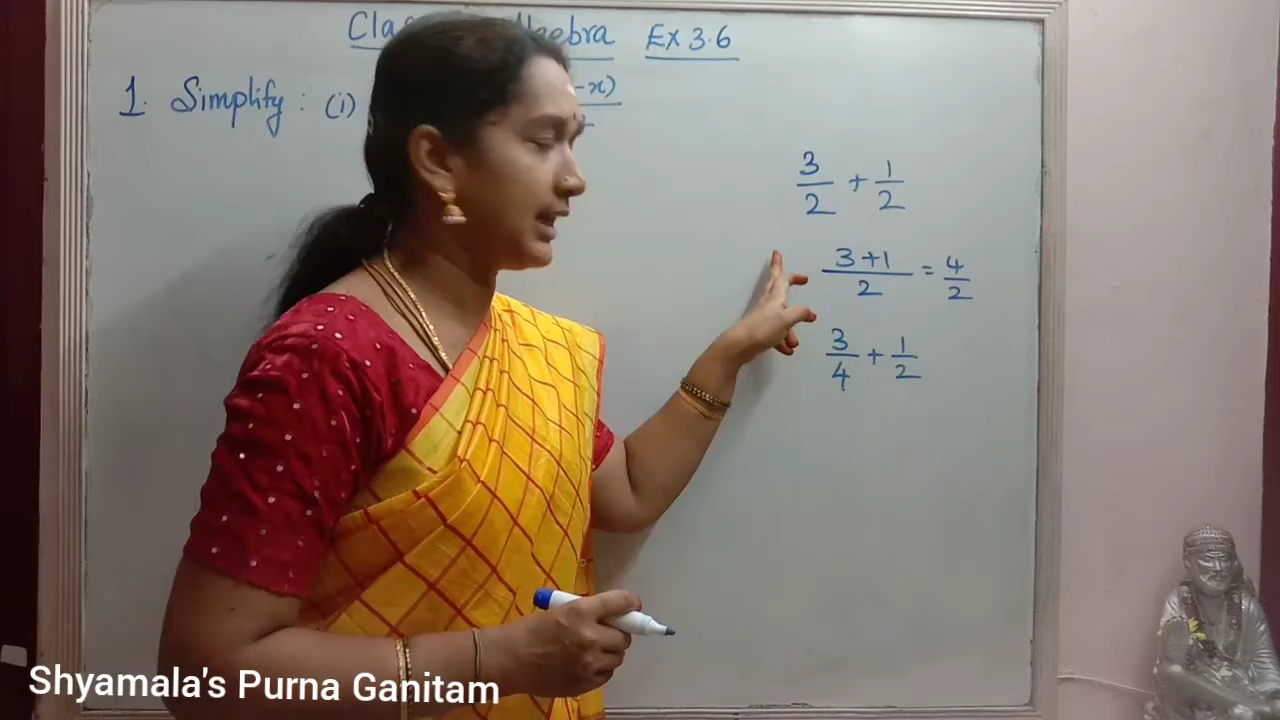 Ex 3.6
1. Simplify : (i) -x)
3/2 + 1/2
3+1/2 = 4/2
3/4 + 1/2
Shyamala's Purna Ganitam